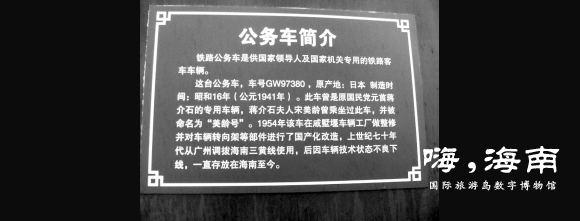 公务车简介
铁路公务车是供国家领导人及国家机关专用的铁路客
车车辆。
这台公务车，车号GW97380，原产地：日本 制造时
间：昭和16年（公元1941年）。此车曾是原国民党元首蒋
介石的专用车辆，蒋介石夫人宋美龄曾乘坐过此车，并被
命名为“美龄号”。1954年该车在戚墅堰车辆工厂做整修
并对车辆转向架等部件进行了国产化改造，上世纪七十年
代从广州调拨海南三黄线使用，后因车辆技术状态不良下
线，一直存放在海南至今。
嗨，海南
国际旅游岛数字博物馆